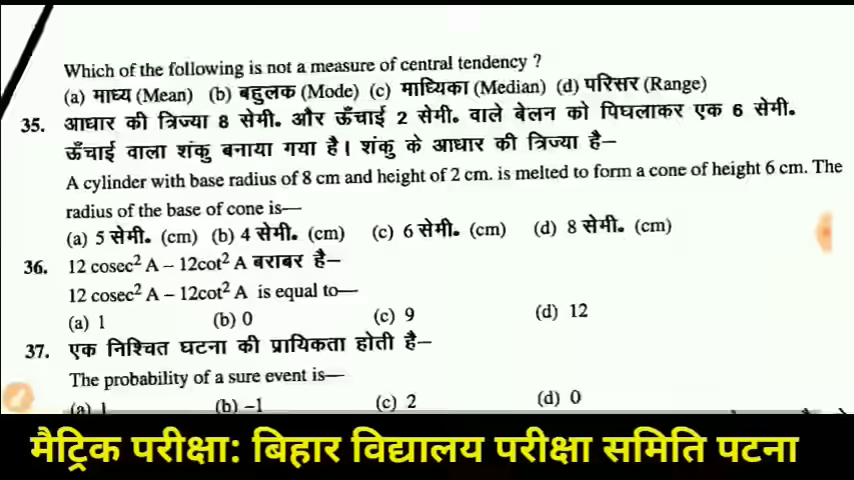 Which of the following is not a measure of central tendency ?
(a) माध्य (Mean) (b) बहुलक (Mode) (c) माध्यिका (Median) (d) परिसर (Range)
35. आधार की त्रिज्या 8 सेमी॰ और ऊँचाई 2 सेमी॰ वाले बेलन को पिघलाकर एक 6 सेमी॰
ऊँचाई वाला शंकु बनाया गया है। शंकु के आधार की त्रिज्या है—
A cylinder with base radius of 8 cm and height of 2 cm. is melted to form a cone of height 6 cm. The
radius of the base of cone is—
(a) 5 सेमी॰ (cm) (b) 4 सेमी॰ (cm) (c) 6 सेमी॰ (cm) (d) 8 सेमी॰ (cm)
36. 12 cosec² A – 12cot² A बराबर है—
12 cosec² A – 12cot² A is equal to—
(a) 1 (b) 0 (c) 9 (d) 12
37. एक निश्चित घटना की प्रायिकता होती है—
The probability of a sure event is—
(a) 1 (b) –1 (c) 2 (d) 0
मैट्रिक परीक्षा: बिहार विद्यालय परीक्षा समिति पटना